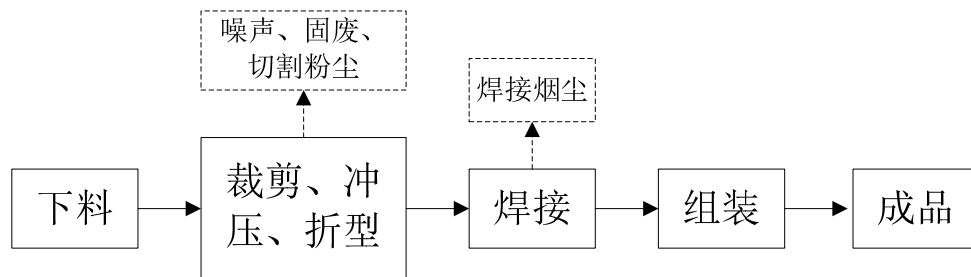 噪声、固废、
切割粉尘
焊接烟尘
下料
裁剪、冲
压、折型
焊接
组装
成品